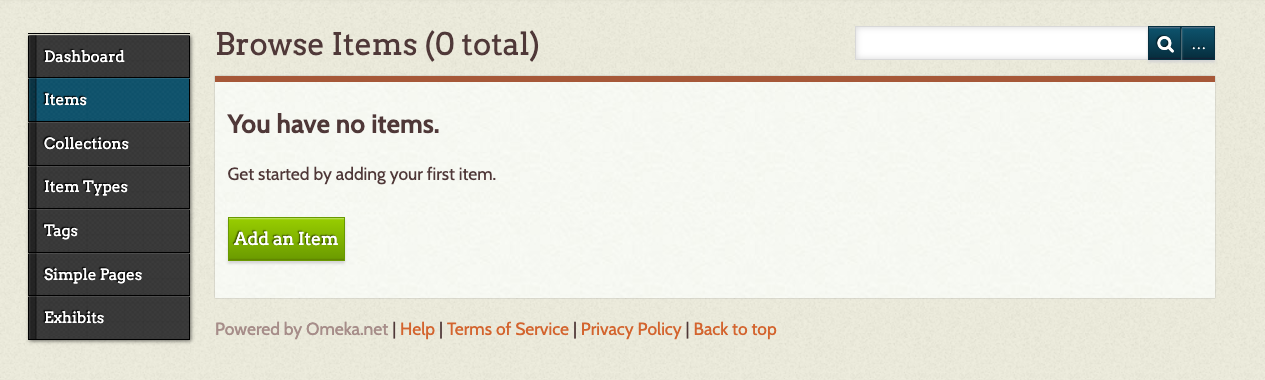 Dashboard
Items
Collections
Item Types
Tags
Simple Pages
Exhibits
Browse Items (0 total)
...
You have no items.
Get started by adding your first item.
Add an Item
Powered by Omeka.net | Help | Terms of Service | Privacy Policy | Back to top